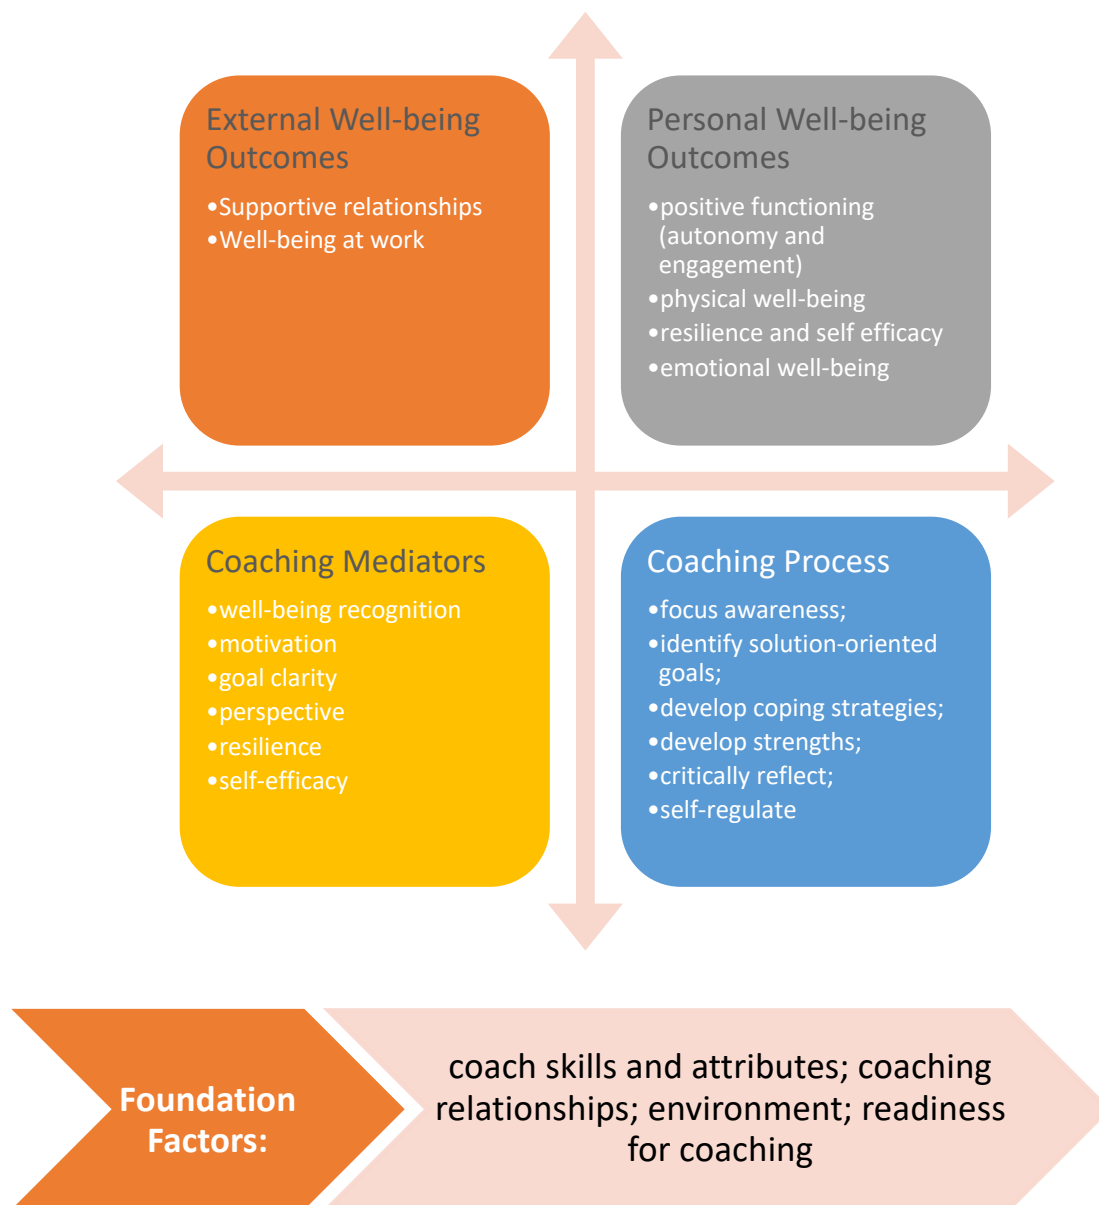 External Well-being
Outcomes
•Supportive relationships
•Well-being at work
Personal Well-being
Outcomes
•positive functioning
(autonomy and
engagement)
•physical well-being
•resilience and self efficacy
•emotional well-being
Coaching Mediators
•well-being recognition
•motivation
•goal clarity
•perspective
•resilience
•self-efficacy
Coaching Process
•focus awareness;
•identify solution-oriented
goals;
•develop coping strategies;
•develop strengths;
•critically reflect;
•self-regulate
Foundation
Factors:
coach skills and attributes; coaching
relationships; environment; readiness
for coaching